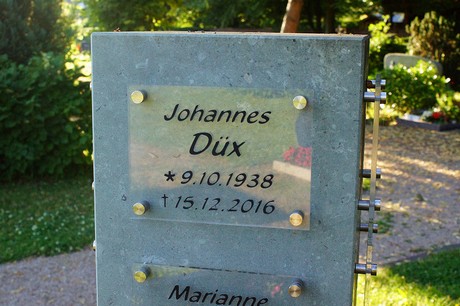 Johannes
Düx
* 9.10.1938
† 15.12.2016
Marianne